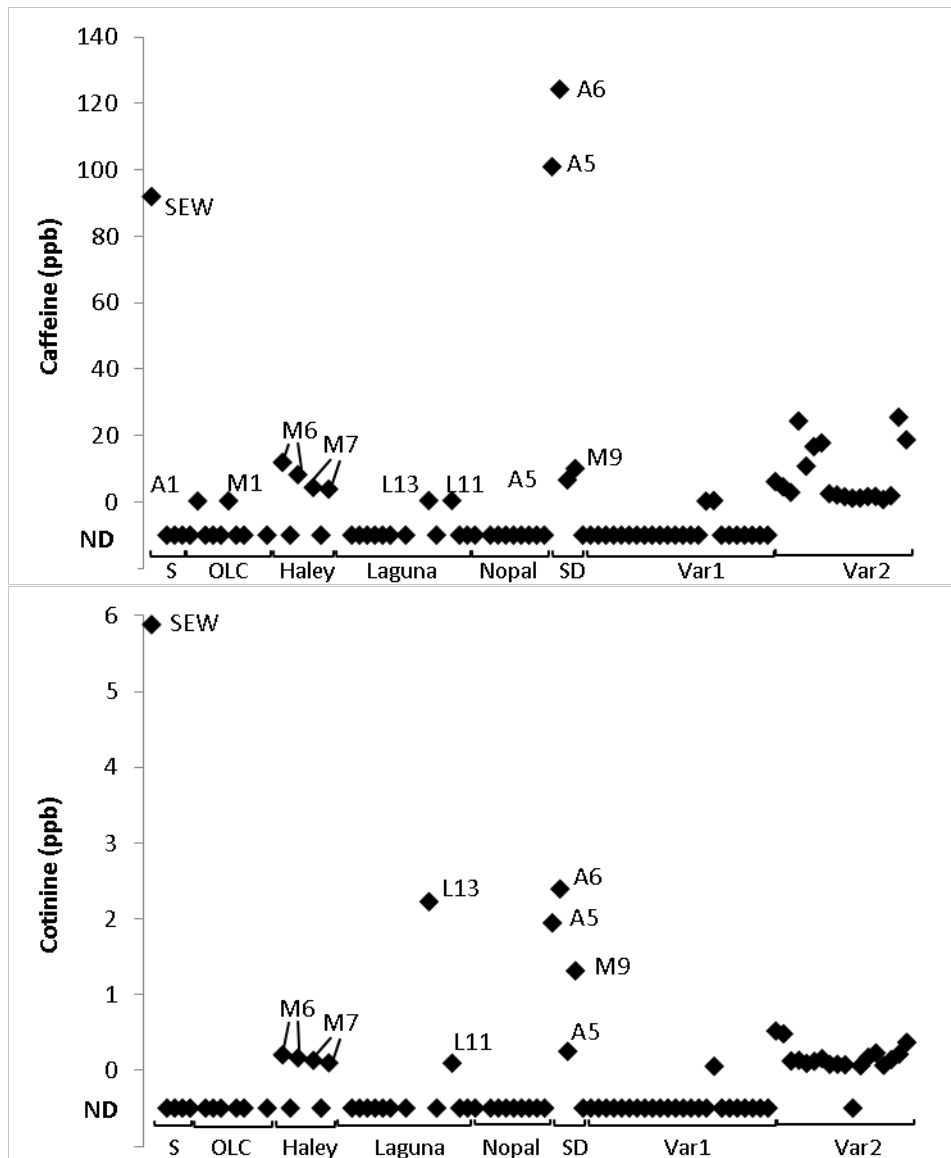 140
120
100
80
60
40
20
0
ND
Caffeine (ppb)
SEW
A6
A5
A1
M1
M6
M7
L13
L11
A5
M9
S OLC Haley Laguna Nopal SD Var1 Var2
6
5
4
3
2
1
0
ND
Cotinine (ppb)
SEW
L13
A6
A5
M9
M6
M7
L11
A5
S OLC Haley Laguna Nopal SD Var1 Var2